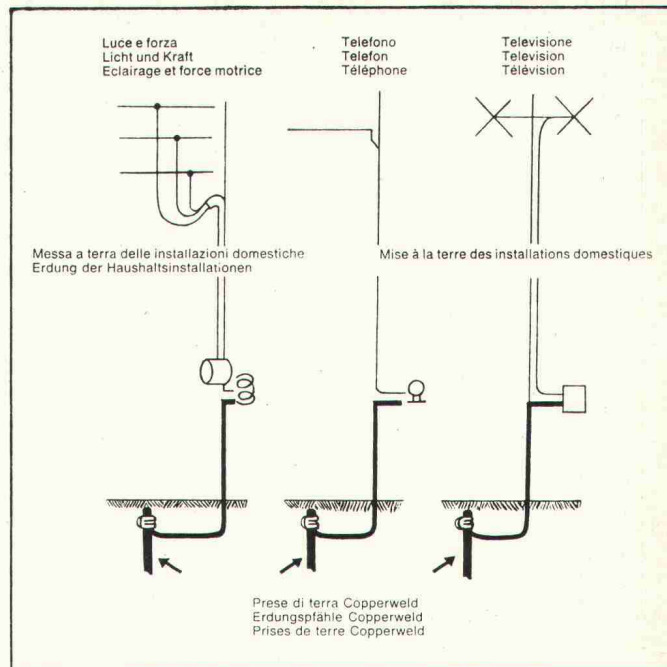 Luce e forza
Licht und Kraft
Eclairage et force motrice
Telefono
Telefon
Téléphone
Televisione
Television
Télévision
Messa a terra delle installazioni domestiche
Erdung der Haushaltsinstallationen
Mise à la terre des installations domestiques
Prese di terra Copperweld
Erdungspfähle Copperweld
Prises de terre Copperweld